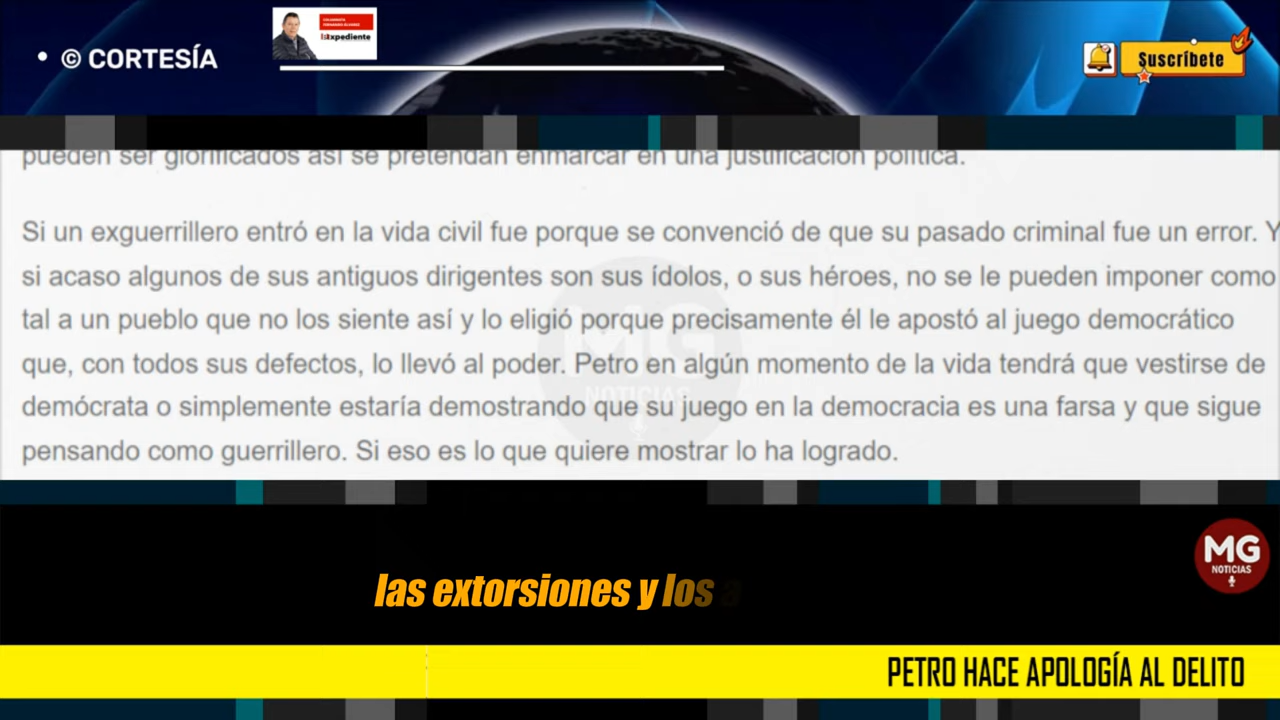 • © CORTESÍA
Expediente
Suscríbete
pueden ser glorificados así se pretendan enmarcar en una justificación política.
Si un exguerrillero entró en la vida civil fue porque se convenció de que su pasado criminal fue un error. Y
si acaso algunos de sus antiguos dirigentes son sus ídolos, o sus héroes, no se le pueden imponer como
tal a un pueblo que no los siente así y lo eligió porque precisamente él le apostó al juego democrático
que, con todos sus defectos, lo llevó al poder. Petro en algún momento de la vida tendrá que vestirse de
demócrata o simplemente estaría demostrando que su juego en la democracia es una farsa y que sigue
pensando como guerrillero. Si eso es lo que quiere mostrar lo ha logrado.
MG
NOTICIAS
las extorsiones y los
MG
NOTICIAS
PETRO HACE APOLOGÍA AL DELITO